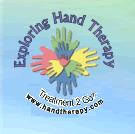 Exploring Hand Therapy
Treatment 2 Go!
www.handtherapy.com